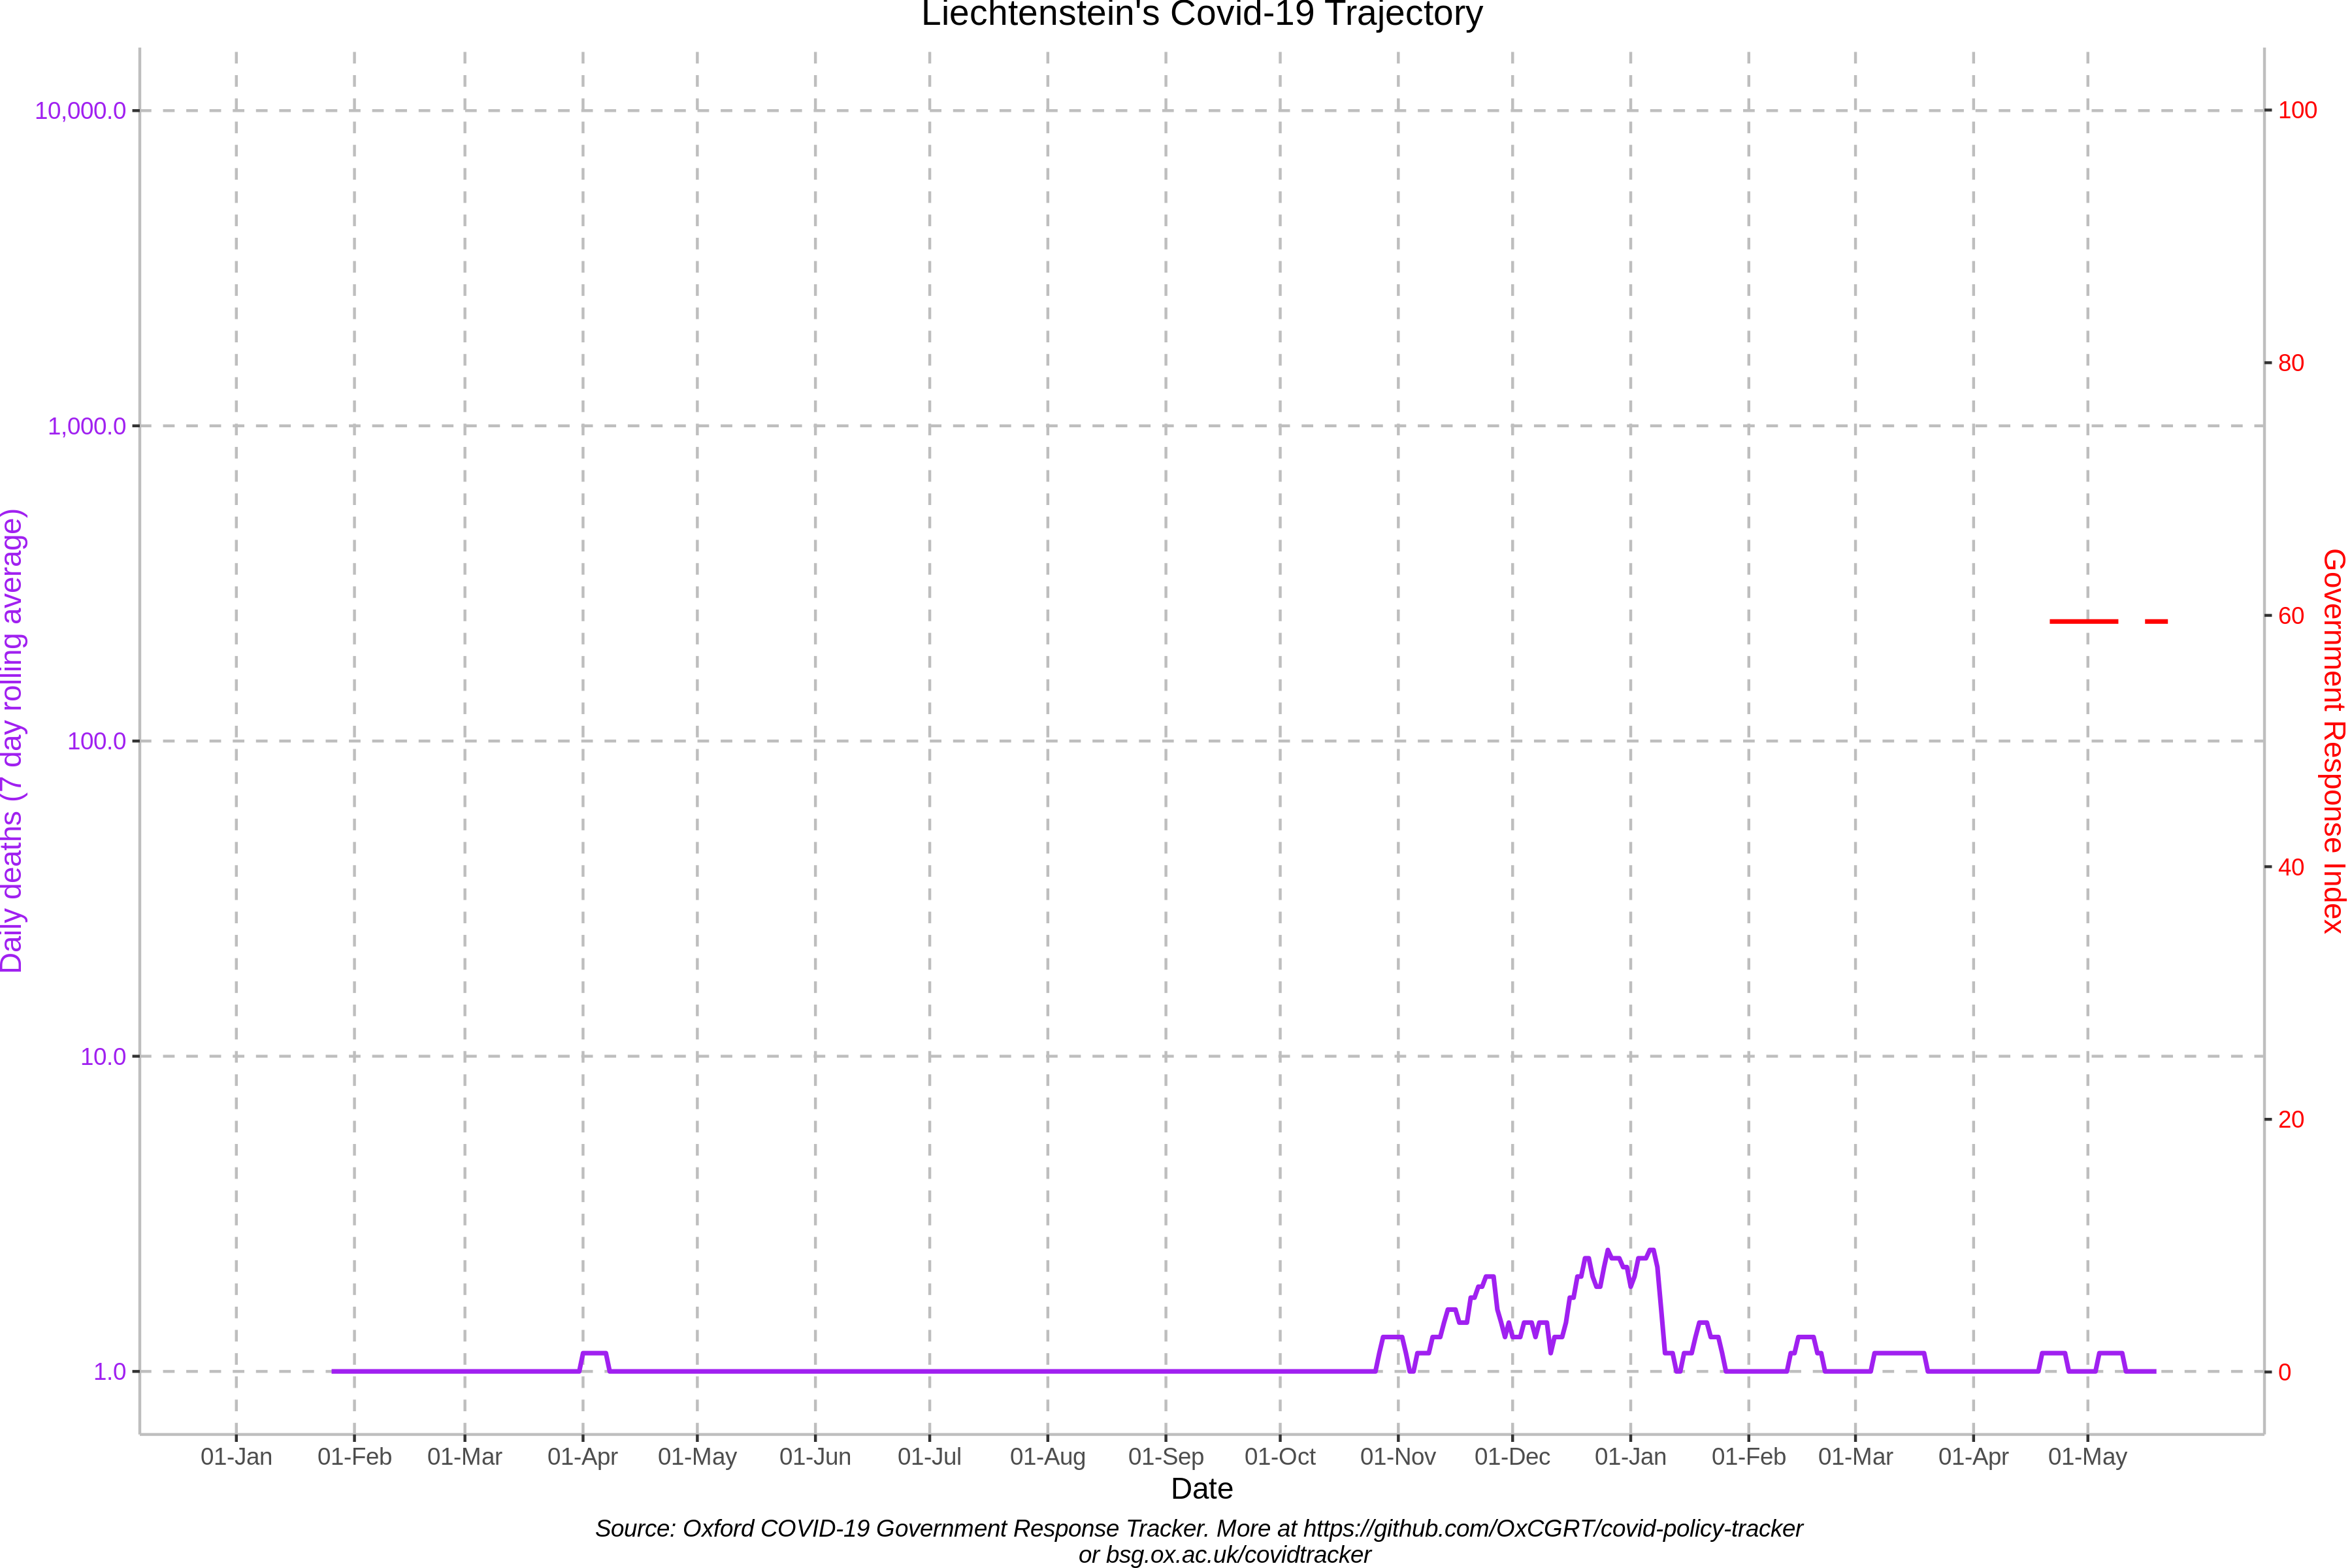 Liechtenstein's Covid-19 Trajectory
10,000.0
1,000.0
100.0
10.0
1.0
Daily deaths (7 day rolling average)
100
80
60
40
20
0
Government Response Index
01-Jan 01-Feb 01-Mar 01-Apr 01-May 01-Jun 01-Jul 01-Aug 01-Sep 01-Oct 01-Nov 01-Dec 01-Jan 01-Feb 01-Mar 01-Apr 01-May
Date
Source: Oxford COVID-19 Government Response Tracker. More at https://github.com/OxCGRT/covid-policy-tracker
or bsg.ox.ac.uk/covidtracker